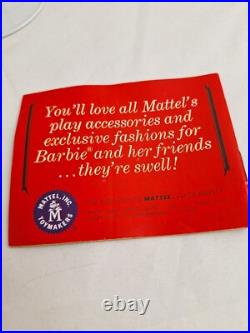 You'll love all Mattel's
play accessories and
exclusive fashions for
Barbie® and her friends
...they're swell!
MATTEL, INC.
M
TOYMAKERS
MATTEL